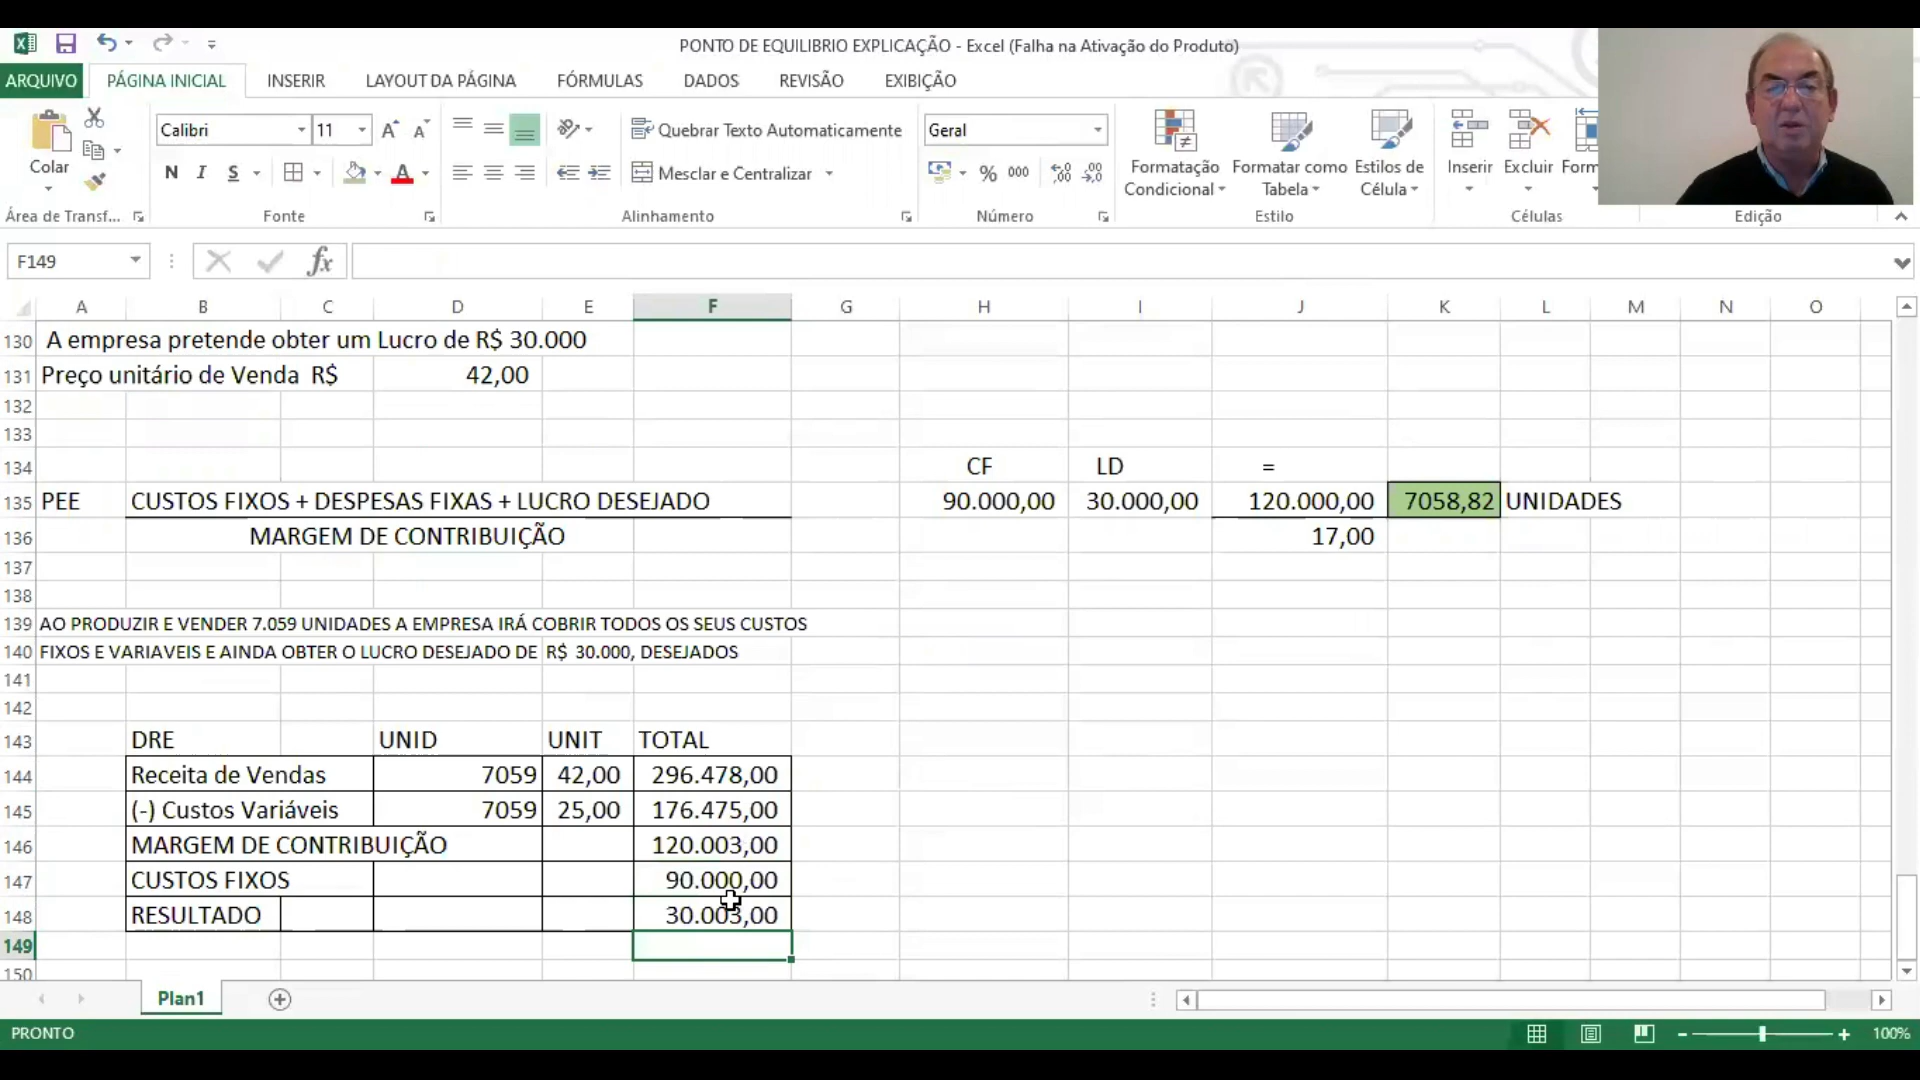 PONTO DE EQUILIBRIO EXPLICAÇÃO - Excel (Falha na Ativação do Produto)
ARQUIVO PÁGINA INICIAL INSERIR LAYOUT DA PÁGINA FÓRMULAS DADOS REVISÃO EXIBIÇÃO
Calibri 11 Quebrar Texto Automaticamente Geral
Colar N I S Mesclar e Centralizar % 000
Formatação Condicional Formatar como Tabela Estilos de Célula Inserir Excluir Form
Área de Transf... Fonte Alinhamento Número Estilo Células Edição
F149 fx
A B C D E F G H I J K L M N O
130 A empresa pretende obter um Lucro de R$ 30.000
131 Preço unitário de Venda R$ 42,00
132
133
134 CF LD =
135 PEE CUSTOS FIXOS + DESPESAS FIXAS + LUCRO DESEJADO 90.000,00 30.000,00 120.000,00 7058,82 UNIDADES
136 MARGEM DE CONTRIBUIÇÃO 17,00
137
138
139 AO PRODUZIR E VENDER 7.059 UNIDADES A EMPRESA IRÁ COBRIR TODOS OS SEUS CUSTOS
140 FIXOS E VARIAVEIS E AINDA OBTER O LUCRO DESEJADO DE R$ 30.000, DESEJADOS
141
142
143 DRE UNID UNIT TOTAL
144 Receita de Vendas 7059 42,00 296.478,00
145 (-) Custos Variáveis 7059 25,00 176.475,00
146 MARGEM DE CONTRIBUIÇÃO 120.003,00
147 CUSTOS FIXOS 90.000,00
148 RESULTADO 30.003,00
149
150
Plan1
PRONTO 100%